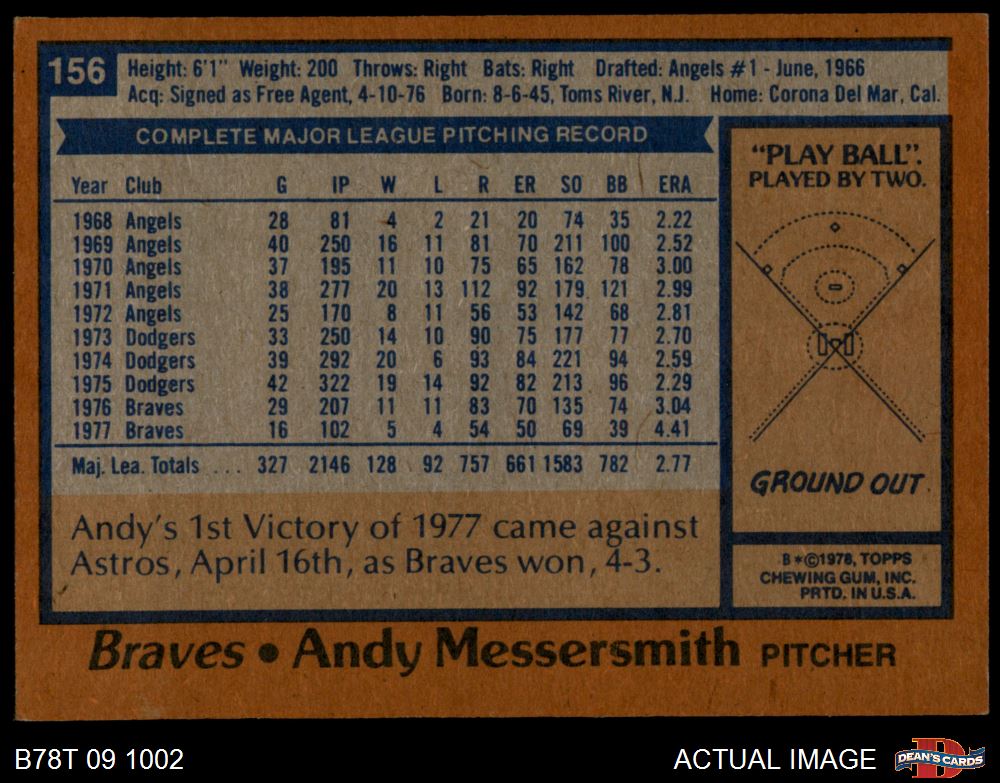 156
Height: 6'1" Weight: 200 Throws: Right Bats: Right Drafted: Angels #1 - June, 1966
Acq: Signed as Free Agent, 4-10-76 Born: 8-6-45, Toms River, N.J. Home: Corona Del Mar, Cal.
COMPLETE MAJOR LEAGUE PITCHING RECORD
Year Club G IP W L R ER SO BB ERA
1968 Angels 28 81 4 2 21 20 74 35 2.22
1969 Angels 40 250 16 11 81 70 211 100 2.52
1970 Angels 37 195 11 10 75 65 162 78 3.00
1971 Angels 38 277 20 13 112 92 179 121 2.99
1972 Angels 25 170 8 11 56 53 142 68 2.81
1973 Dodgers 33 250 14 10 90 75 177 77 2.70
1974 Dodgers 39 292 20 6 93 84 221 94 2.59
1975 Dodgers 42 322 19 14 92 82 213 96 2.29
1976 Braves 29 207 11 11 83 70 135 74 3.04
1977 Braves 16 102 5 4 54 50 69 39 4.41
Maj. Lea. Totals ... 327 2146 128 92 757 661 1583 782 2.77
Andy's 1st Victory of 1977 came against
Astros, April 16th, as Braves won, 4-3.
"PLAY BALL".
PLAYED BY TWO.
GROUND OUT.
B*©1978, TOPPS
CHEWING GUM, INC.
PRTD. IN U.S.A.
Braves • Andy Messersmith PITCHER
B78T 09 1002
ACTUAL IMAGE
D
DEAN'S CARDS